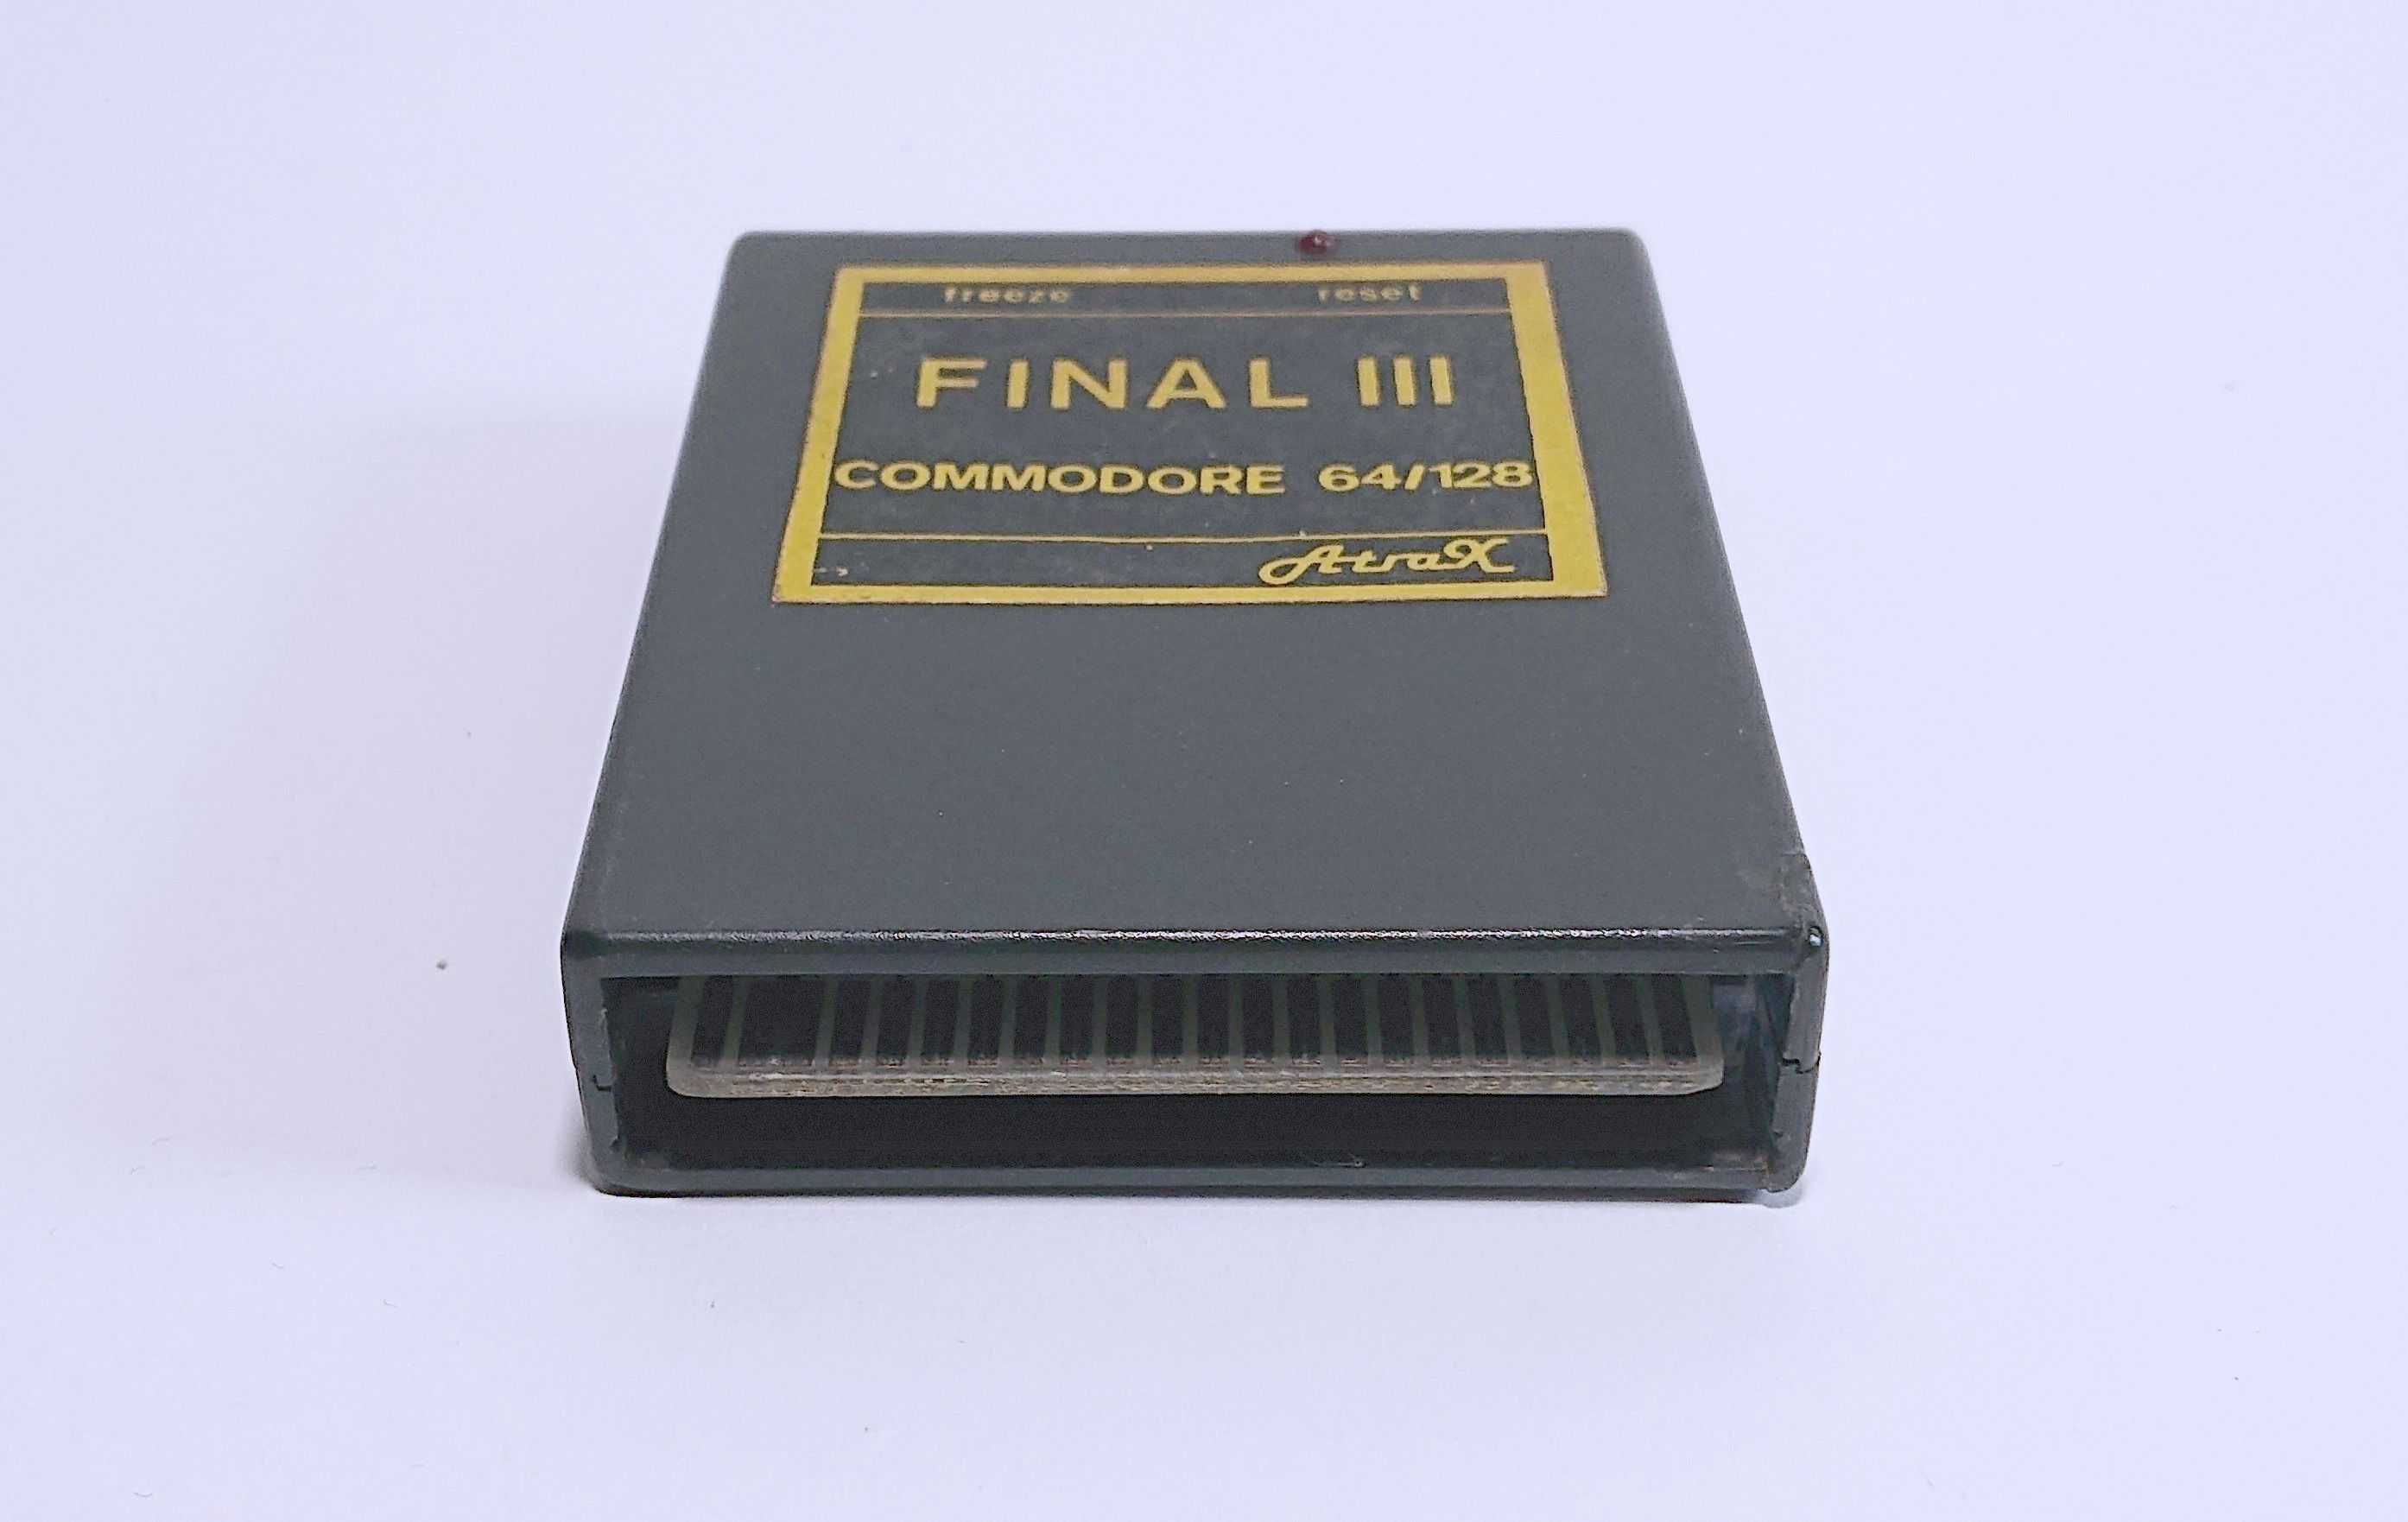 freeze reset
FINAL III
COMMODORE 64/128
AtraX